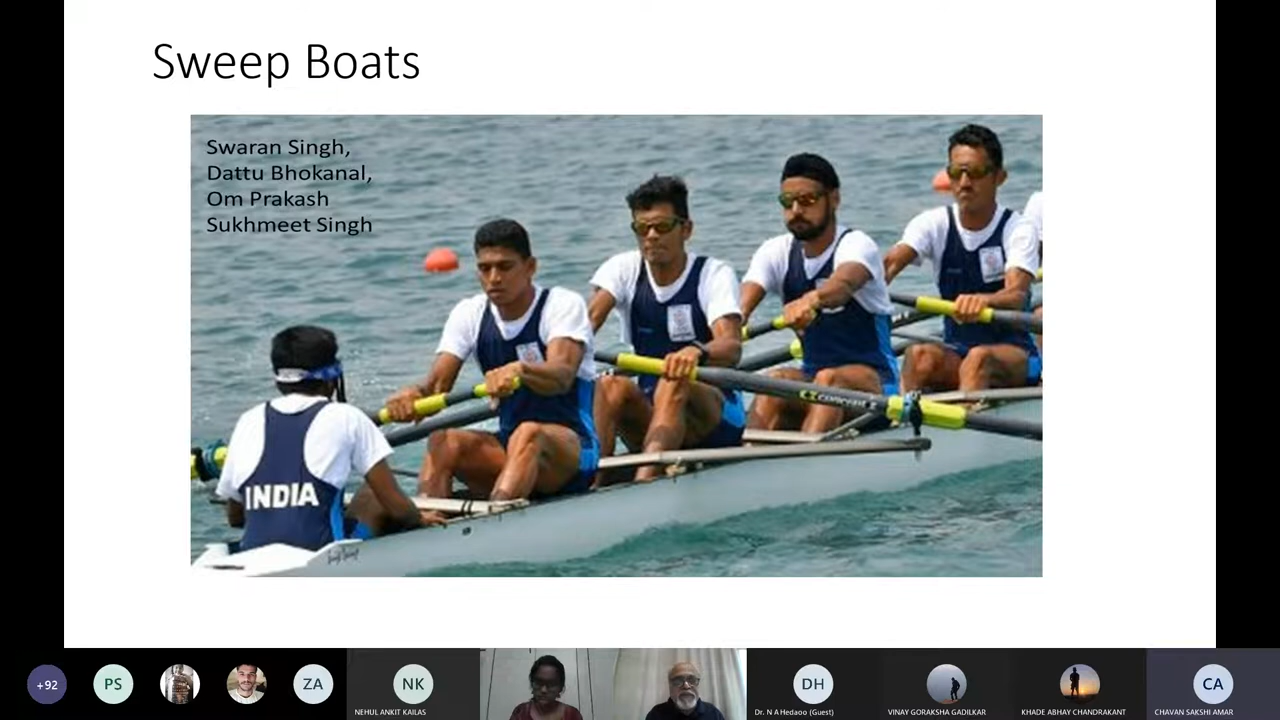 Sweep Boats
Swaran Singh,
Dattu Bhokanal,
Om Prakash
Sukhmeet Singh
INDIA
+92
PS
ZA
NK
DH
CA
NEHUL ANKIT KAILAS
Dr. N A Hedaoo (Guest)
VINAY GORAKSHA GADILKAR
KHADE ABHAY CHANDRAKANT
CHAVAN SAKSHI AMAR